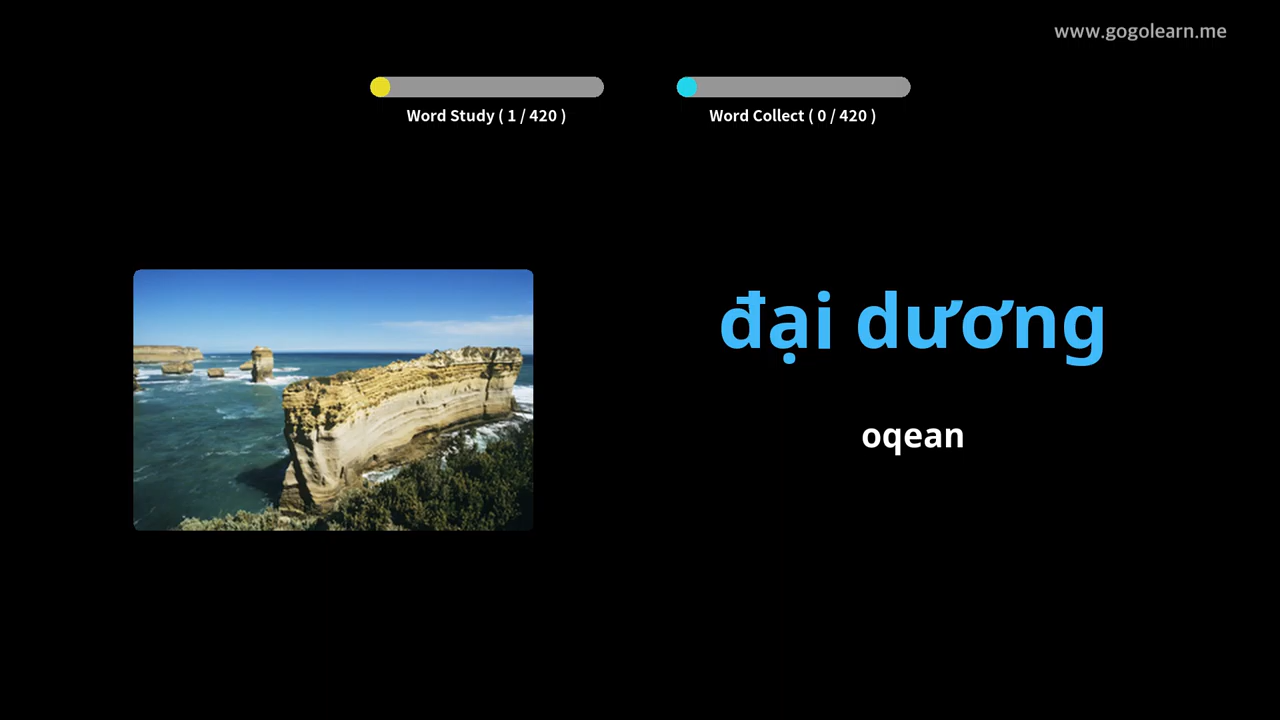 www.gogolearn.me
Word Study ( 1 / 420 )
Word Collect ( 0 / 420 )
đại dương
oqean